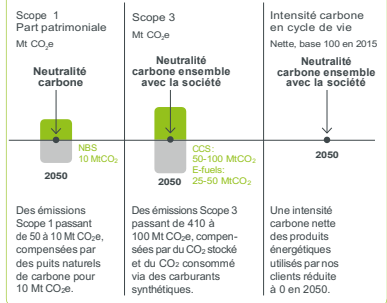 Scope 1
Part patrimoniale
Mt CO₂e
Neutralité
carbone
NBS
10 MtCO₂
2050
Des émissions
Scope 1 passant
de 50 à 10 Mt CO₂e,
compensées par
des puits naturels
de carbone pour
10 Mt CO₂e.
Scope 3
Mt CO₂e
Neutralité
carbone ensemble
avec la société
CCS:
50-100 MtCO₂
E-fuels:
25-50 MtCO₂
2050
Des émissions Scope 3
passant de 410 à
100 Mt CO₂e, compen-
sées par du CO₂ stocké
et du CO₂ consommé
via des carburants
synthétiques.
Intensité carbone
en cycle de vie
Nette, base 100 en 2015
Neutralité
carbone ensemble
avec la société
2050
Une intensité
carbone nette
des produits
énergétiques
utilisés par nos
clients réduite
à 0 en 2050.